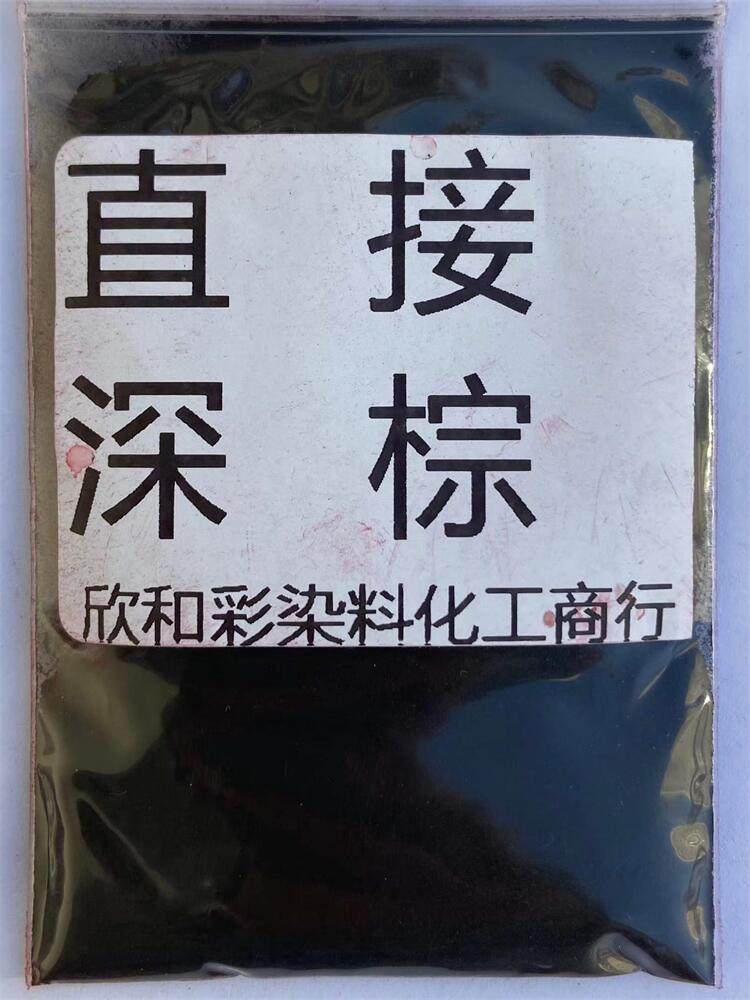 直 接
深 棕
欣和彩染料化工商行